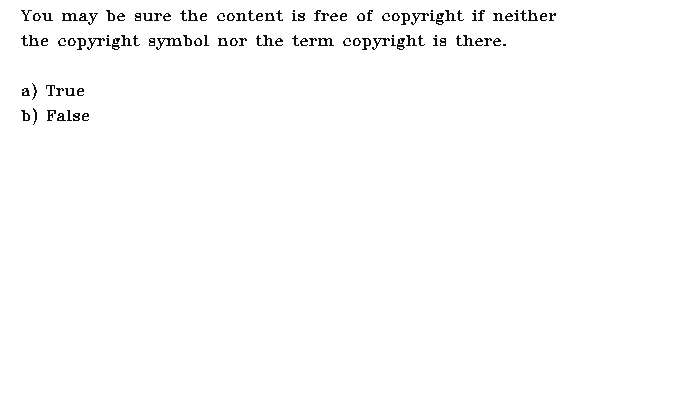 You may be sure the content is free of copyright if neither
the copyright symbol nor the term copyright is there.
a) True
b) False